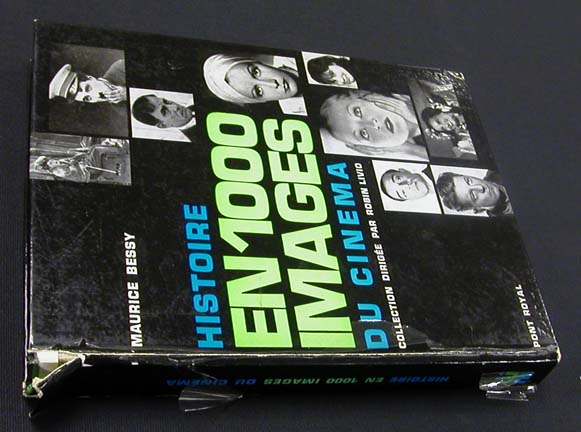 MAURICE BESSY
HISTOIRE
EN 1000
IMAGES
DU CINEMA
COLLECTION DIRIGÉE PAR ROBIN LIVIO
PONT ROYAL
HISTOIRE EN 1000 IMAGES DU CINEMA